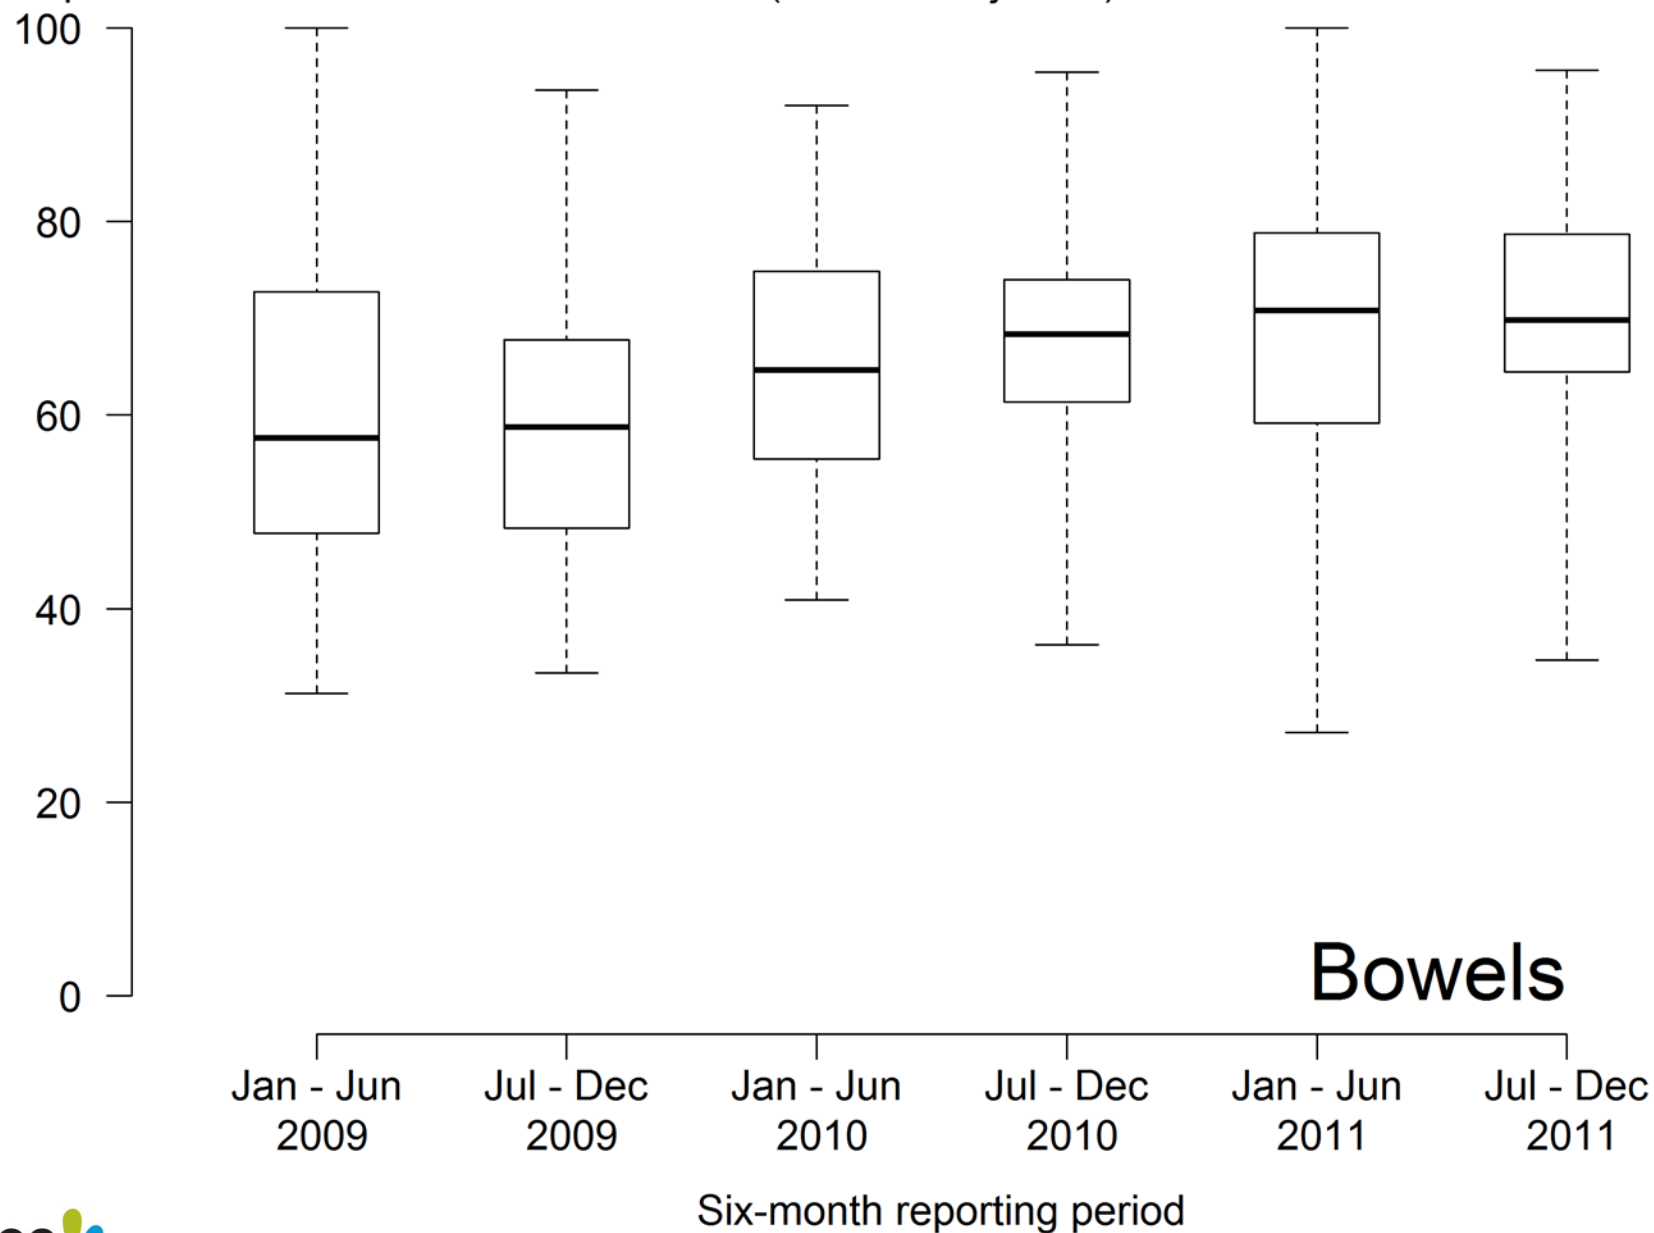 100
80
60
40
20
0
Bowels
Jan - Jun Jul - Dec Jan - Jun Jul - Dec Jan - Jun Jul - Dec
2009 2009 2010 2010 2011 2011
Six-month reporting period